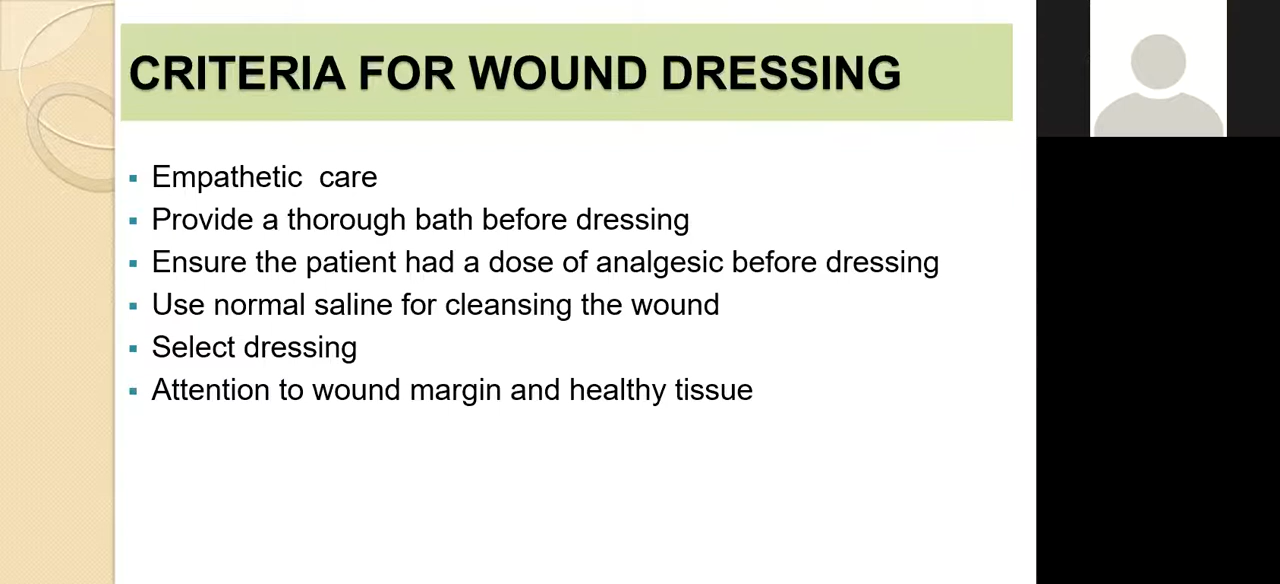 CRITERIA FOR WOUND DRESSING
Empathetic care
Provide a thorough bath before dressing
Ensure the patient had a dose of analgesic before dressing
Use normal saline for cleansing the wound
Select dressing
Attention to wound margin and healthy tissue